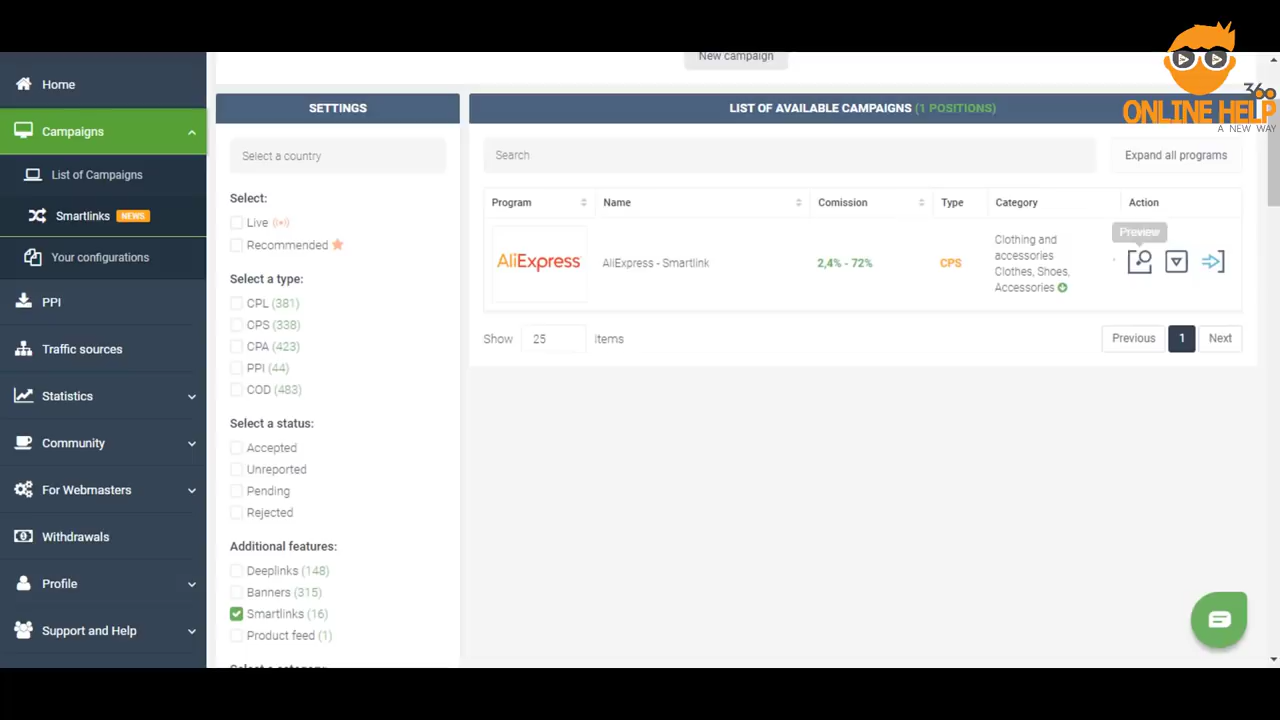 Home
Campaigns
List of Campaigns
Smartlinks NEWS
Your configurations
PPI
Traffic sources
Statistics
Community
For Webmasters
Withdrawals
Profile
Support and Help
New campaign
SETTINGS
Select a country
Select:
Live
Recommended
Select a type:
CPL (381)
CPS (338)
CPA (423)
PPI (44)
COD (483)
Select a status:
Accepted
Unreported
Pending
Rejected
Additional features:
Deeplinks (148)
Banners (315)
Smartlinks (16)
Product feed (1)
LIST OF AVAILABLE CAMPAIGNS (1 POSITIONS)
Search
Expand all programs
Program Name Comission Type Category Action
Preview
AliExpress
AliExpress - Smartlink
2,4% - 72%
CPS
Clothing and
accessories
Clothes, Shoes,
Accessories
Show 25 Items
Previous 1 Next
360
ONLINE HELP
A NEW WAY